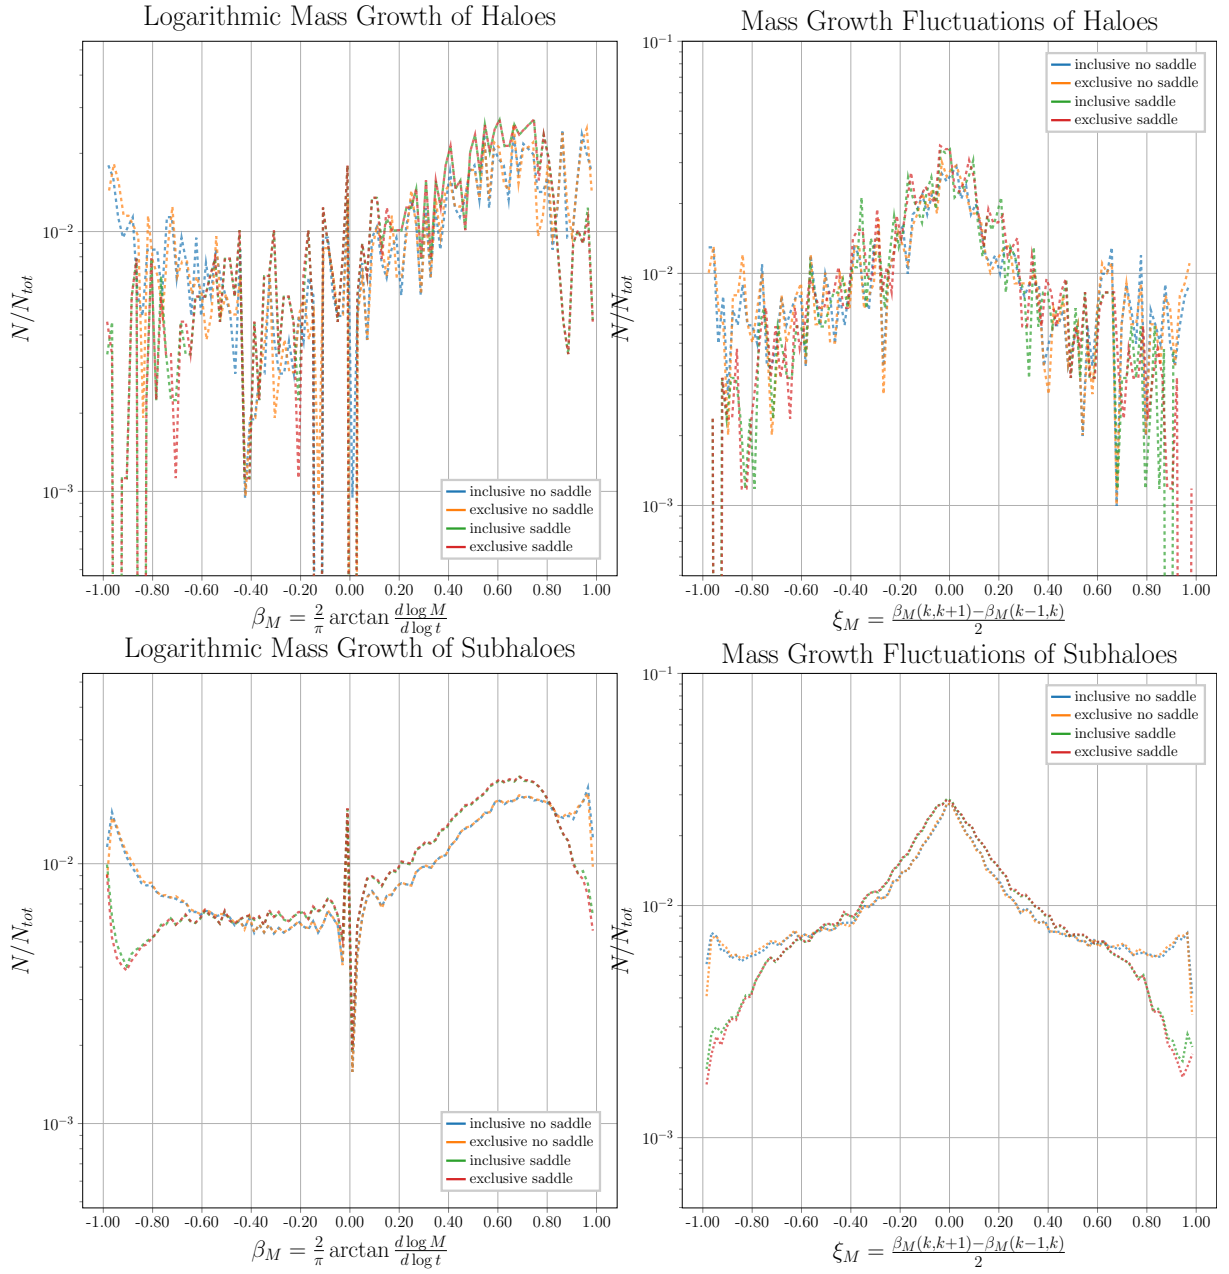 Logarithmic Mass Growth of Haloes
N/N_{tot}
10^{-2}
10^{-3}
inclusive no saddle
exclusive no saddle
inclusive saddle
exclusive saddle
-1.00 -0.80 -0.60 -0.40 -0.20 0.00 0.20 0.40 0.60 0.80 1.00
β_M = \frac{2}{π} arctan \frac{d log M}{d log t}
Mass Growth Fluctuations of Haloes
10^{-1}
inclusive no saddle
exclusive no saddle
inclusive saddle
exclusive saddle
N/N_{tot}
10^{-2}
10^{-3}
-1.00 -0.80 -0.60 -0.40 -0.20 0.00 0.20 0.40 0.60 0.80 1.00
ξ_M = \frac{β_M(k,k+1)−β_M(k−1,k)}{2}
Logarithmic Mass Growth of Subhaloes
10^{-2}
N/N_{tot}
10^{-3}
inclusive no saddle
exclusive no saddle
inclusive saddle
exclusive saddle
-1.00 -0.80 -0.60 -0.40 -0.20 0.00 0.20 0.40 0.60 0.80 1.00
β_M = \frac{2}{π} arctan \frac{d log M}{d log t}
Mass Growth Fluctuations of Subhaloes
10^{-1}
inclusive no saddle
exclusive no saddle
inclusive saddle
exclusive saddle
10^{-2}
N/N_{tot}
10^{-3}
-1.00 -0.80 -0.60 -0.40 -0.20 0.00 0.20 0.40 0.60 0.80 1.00
ξ_M = \frac{β_M(k,k+1)−β_M(k−1,k)}{2}